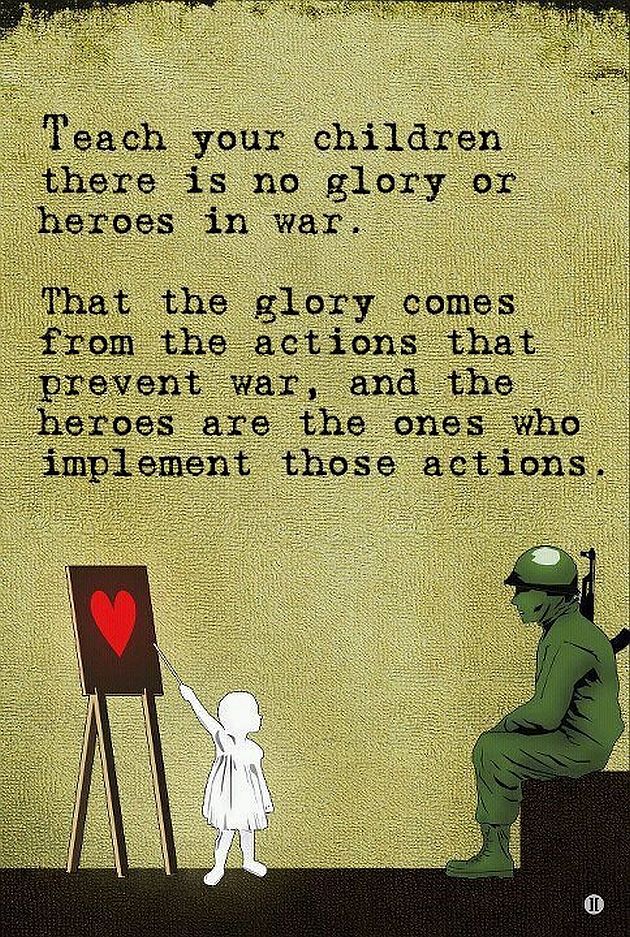 Teach your children
there is no glory or
heroes in war.
That the glory comes
from the actions that
prevent war, and the
heroes are the ones who
implement those actions.